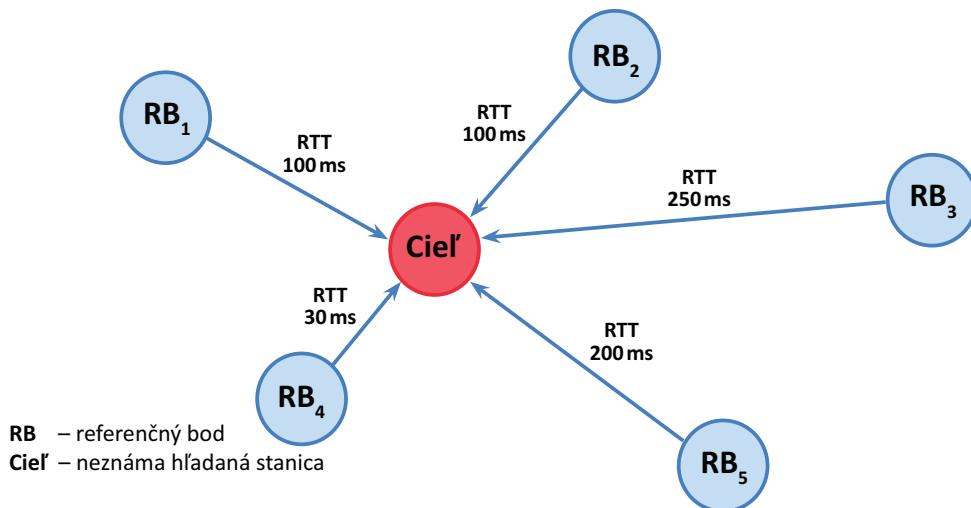 RB1
RTT
100 ms
RB2
RTT
100 ms
RB3
RTT
250 ms
Cieľ
RTT
30 ms
RB4
RTT
200 ms
RB5
RB – referenčný bod
Cieľ – neznáma hľadaná stanica